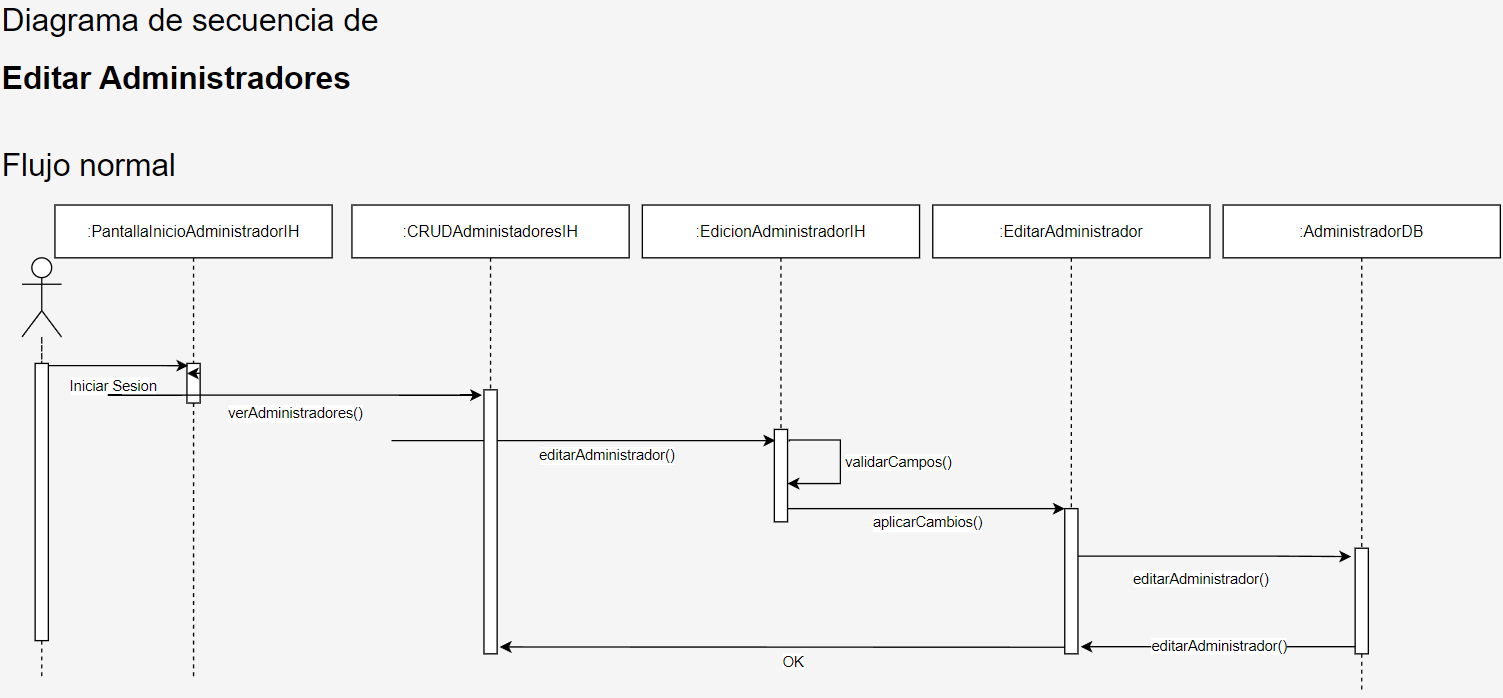 Diagrama de secuencia de
Editar Administradores
Flujo normal
:PantallaInicioAdministradorIH
:CRUDAdministadoresIH
:EdicionAdministradorIH
:EditarAdministrador
:AdministradorDB
Iniciar Sesion
verAdministradores()
editarAdministrador()
validarCampos()
aplicarCambios()
editarAdministrador()
editarAdministrador()
OK